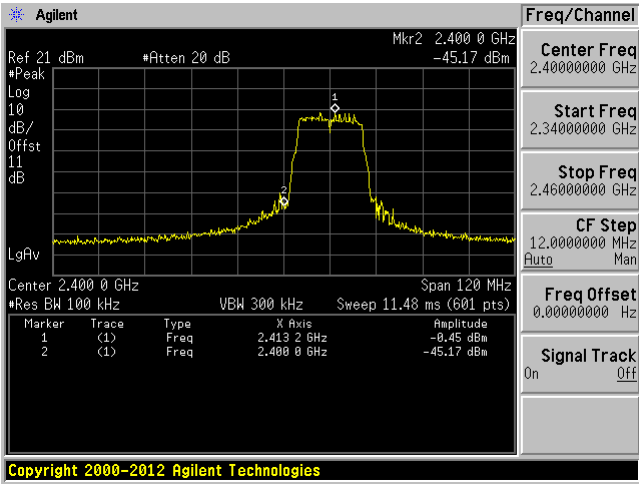 Agilent
Freq/Channel
Mkr2 2.400 0 GHz
Ref 21 dBm #Atten 20 dB -45.17 dBm
#Peak
Log
10
dB/
Offst
11
dB
LgAv
1
2
Center 2.400 0 GHz Span 120 MHz
#Res BW 100 kHz VBW 300 kHz Sweep 11.48 ms (601 pts)
Marker Trace Type X Axis Amplitude
1 (1) Freq 2.413 2 GHz -0.45 dBm
2 (1) Freq 2.400 0 GHz -45.17 dBm
Center Freq
2.40000000 GHz
Start Freq
2.34000000 GHz
Stop Freq
2.46000000 GHz
CF Step
12.0000000 MHz
Auto Man
Freq Offset
0.00000000 Hz
Signal Track
On Off
Copyright 2000-2012 Agilent Technologies